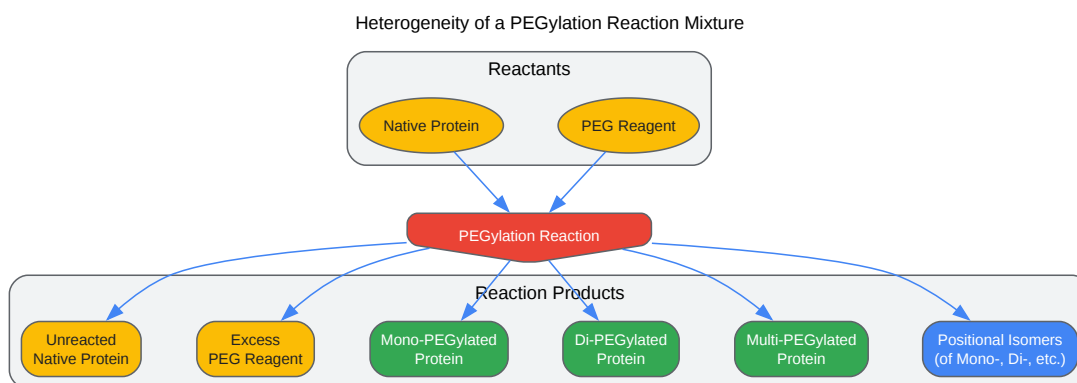 Heterogeneity of a PEGylation Reaction Mixture
Reactants
Native Protein
PEG Reagent
PEGylation Reaction
Reaction Products
Unreacted
Native Protein
Excess
PEG Reagent
Mono-PEGylated
Protein
Di-PEGylated
Protein
Multi-PEGylated
Protein
Positional Isomers
(of Mono-, Di-, etc.)